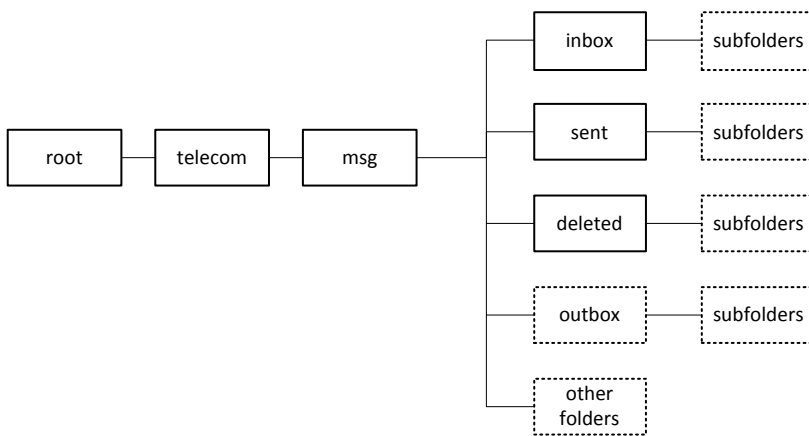 root
telecom
msg
inbox
subfolders
sent
subfolders
deleted
subfolders
outbox
subfolders
other
folders